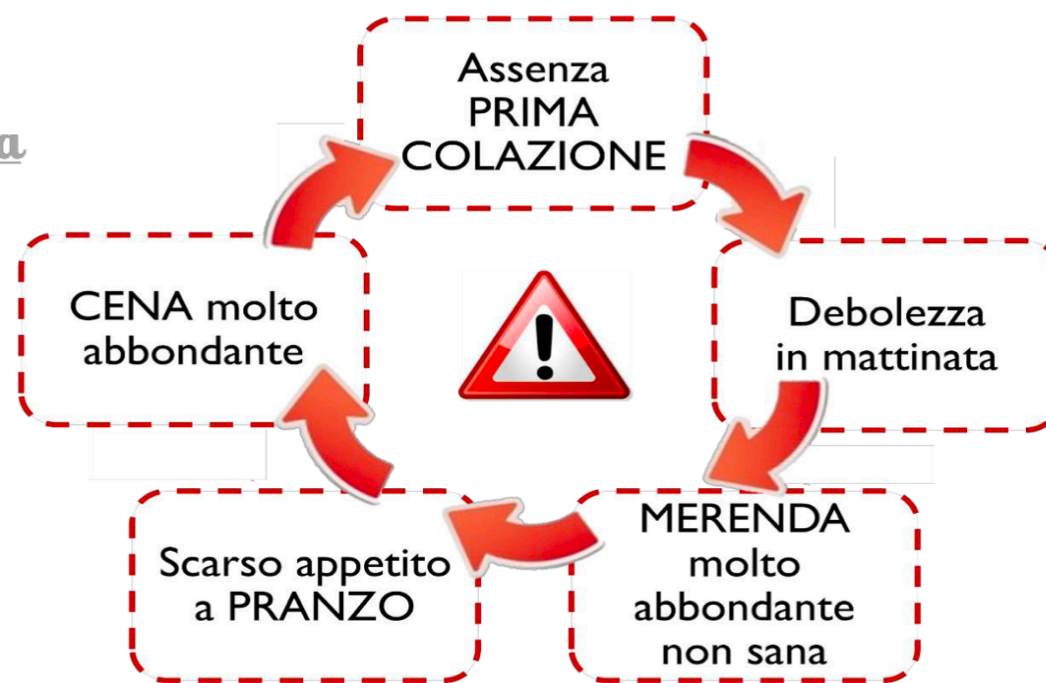 Assenza
PRIMA
COLAZIONE
Debolezza
in mattinata
MERENDA
molto
abbondante
non sana
Scarso appetito
a PRANZO
CENA molto
abbondante